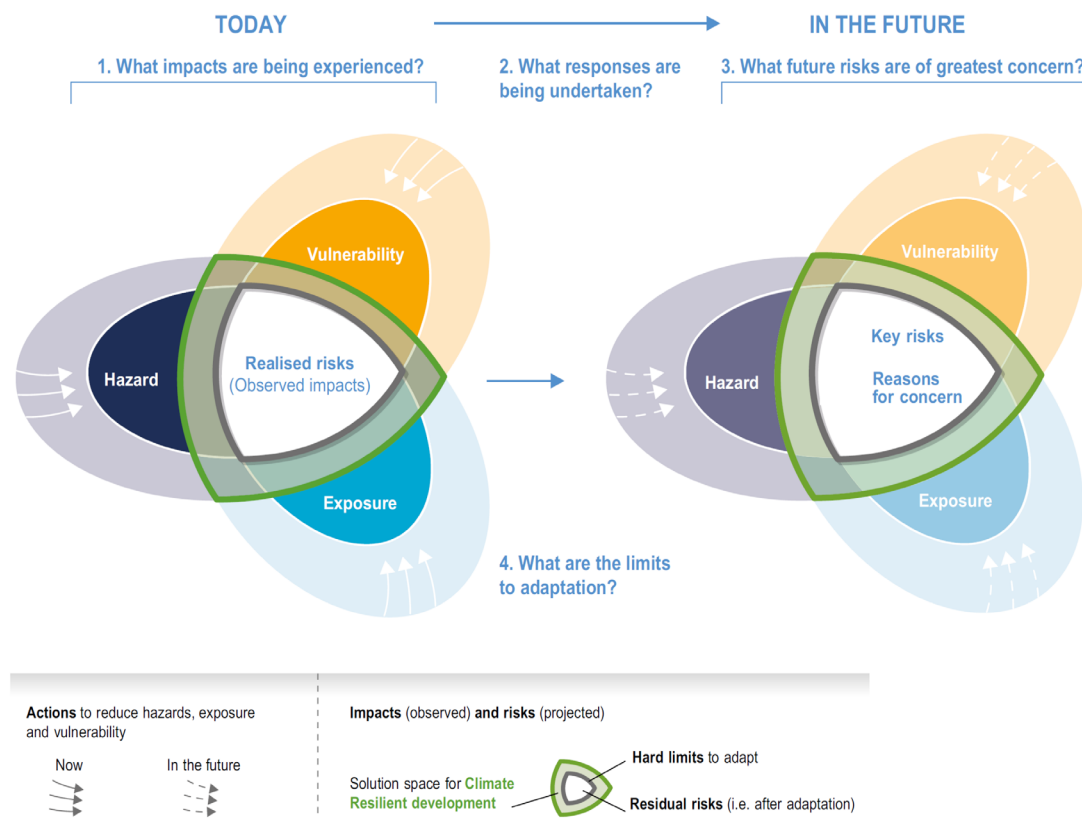 TODAY
IN THE FUTURE
1. What impacts are being experienced?
2. What responses are
being undertaken?
3. What future risks are of greatest concern?
Vulnerability
Hazard
Realised risks
(Observed impacts)
Exposure
Vulnerability
Hazard
Key risks
Reasons
for concern
Exposure
4. What are the limits
to adaptation?
Actions to reduce hazards, exposure
and vulnerability
Now
In the future
Impacts (observed) and risks (projected)
Solution space for Climate
Resilient development
Hard limits to adapt
Residual risks (i.e. after adaptation)